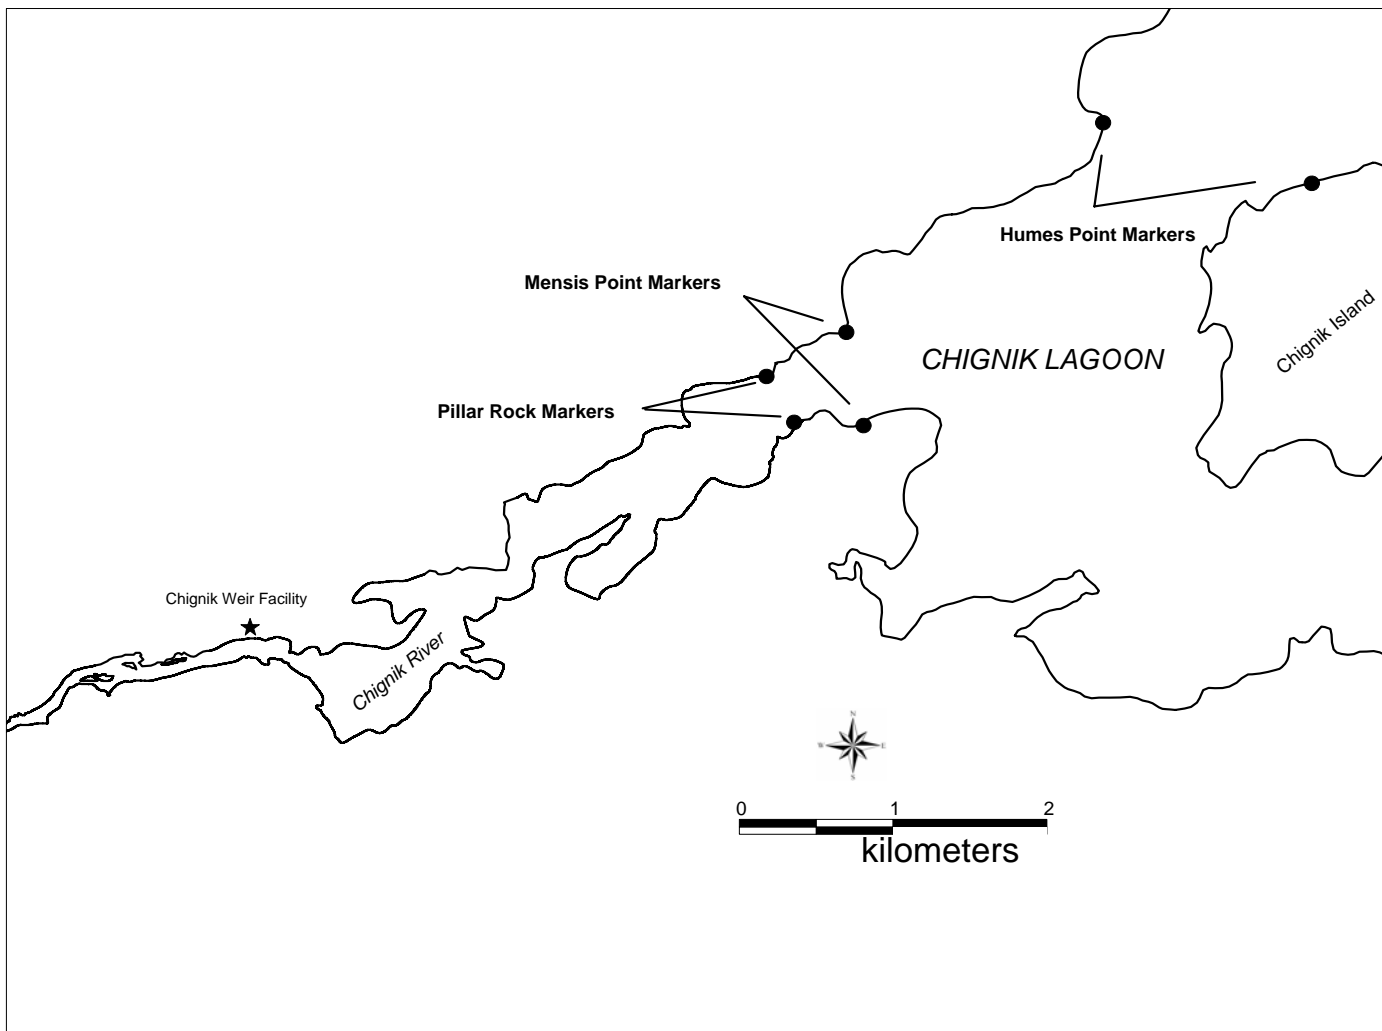 Humes Point Markers
Mensis Point Markers
Chignik Island
CHIGNIK LAGOON
Pillar Rock Markers
Chignik Weir Facility
Chignik River
N
W E
S
0 1 2
kilometers